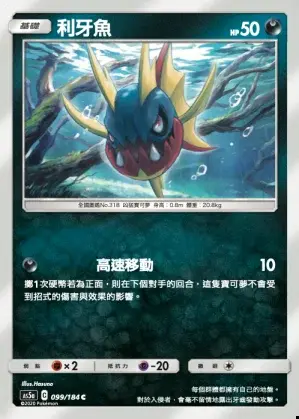 基礎 利牙魚 HP50
全國圖鑑No.318 凶殘寶可夢 身高：0.8m 體重：20.8kg
高速移動 10
擲1次硬幣若為正面，則在下個對手的回合，這隻寶可夢不會受
到招式的傷害與效果的影響。
弱點 ×2 抵抗力 -20 撤退
Illus.Hasuno
AS5a G 099/184 C
©2020 Pokémon
每個群體都擁有自己的地盤。
對於入侵者，會毫不留情地露出牙齒發動攻擊。